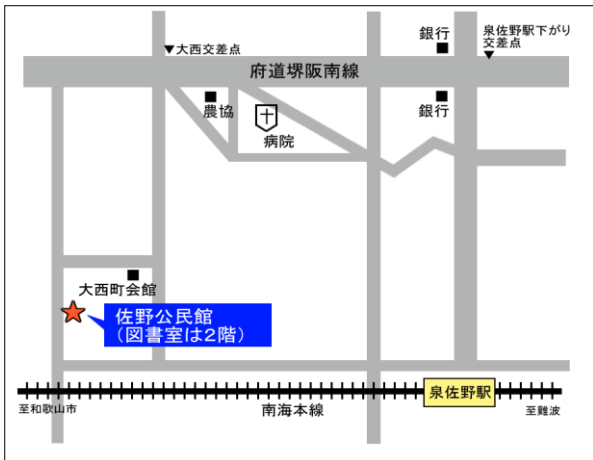 銀行
泉佐野駅下がり
交差点
▼大西交差点
府道堺阪南線
農協
銀行
病院
大西町会館
佐野公民館
(図書室は2階)
泉佐野駅
至和歌山市
南海本線
至難波